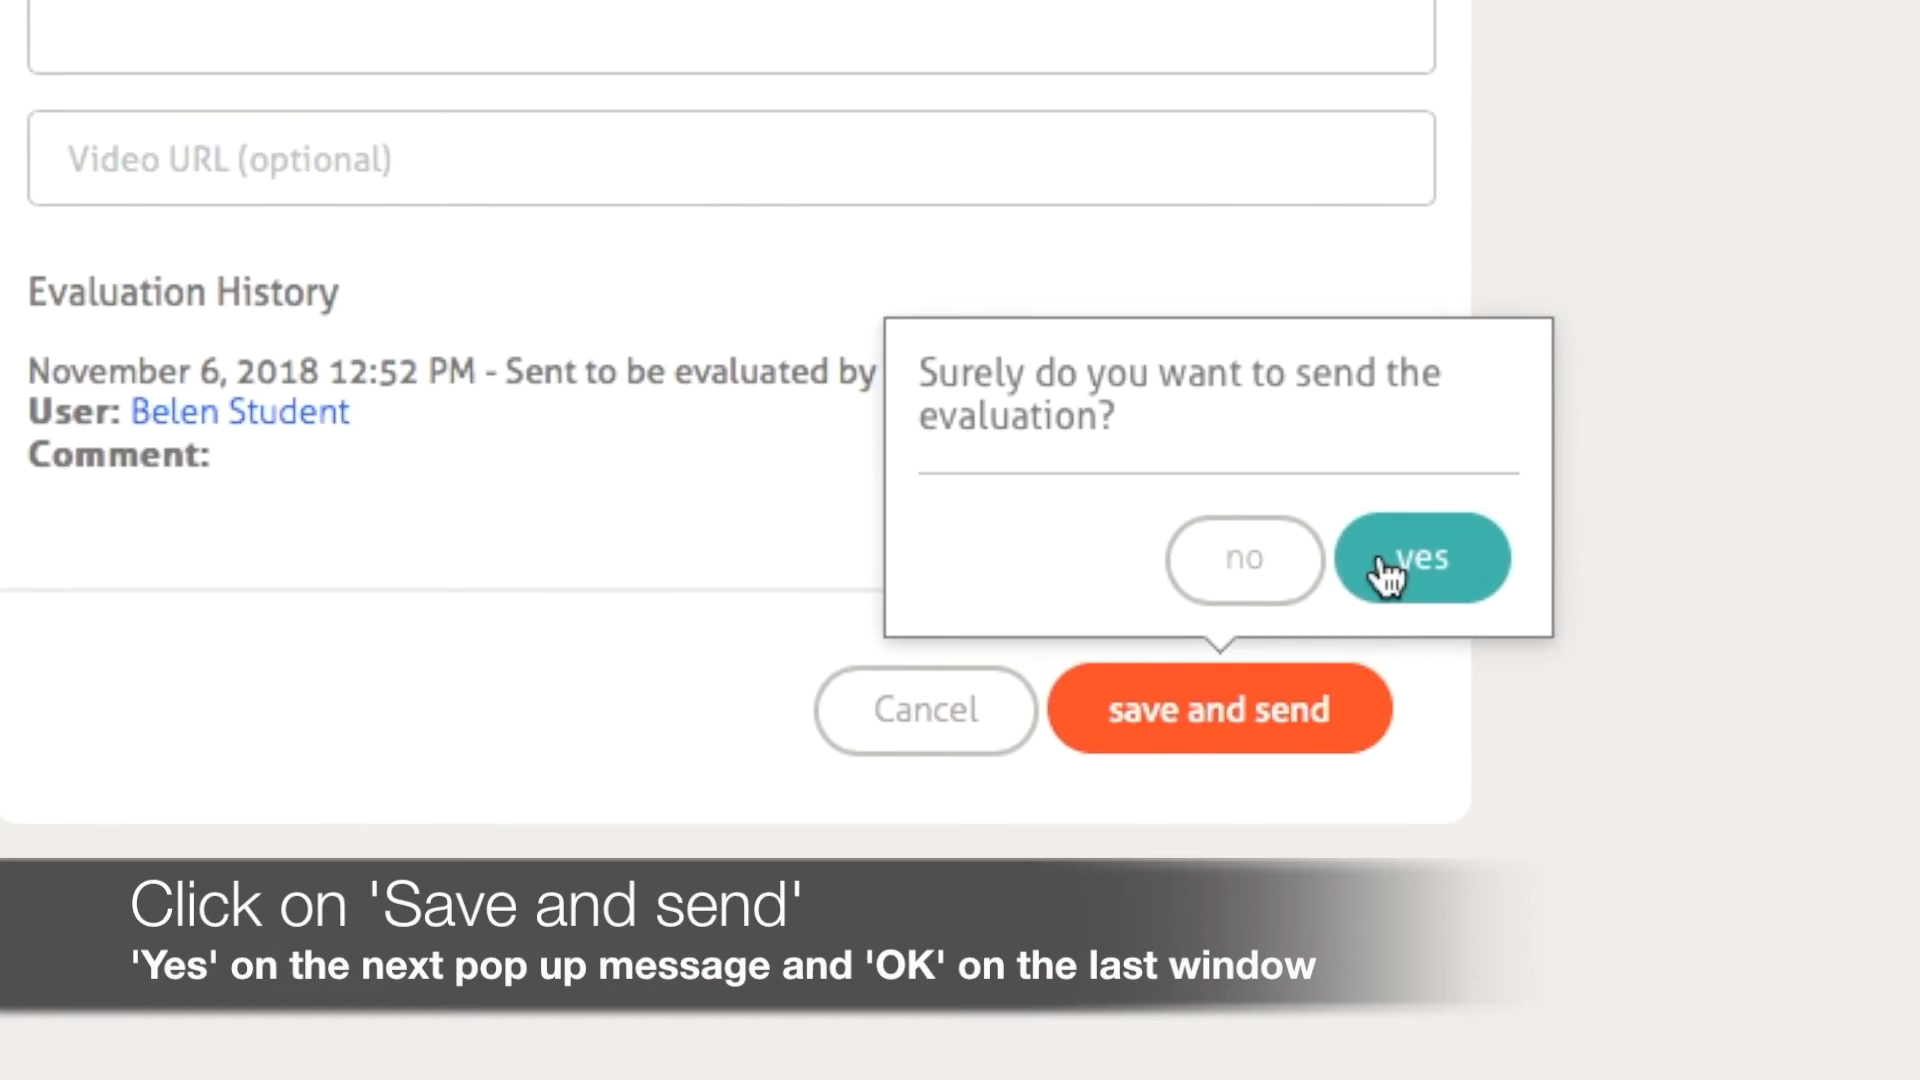 Video URL (optional)
Evaluation History
November 6, 2018 12:52 PM - Sent to be evaluated by
User: Belen Student
Comment:
Surely do you want to send the
evaluation?
no
yes
Cancel
save and send
Click on 'Save and send'
'Yes' on the next pop up message and 'OK' on the last window